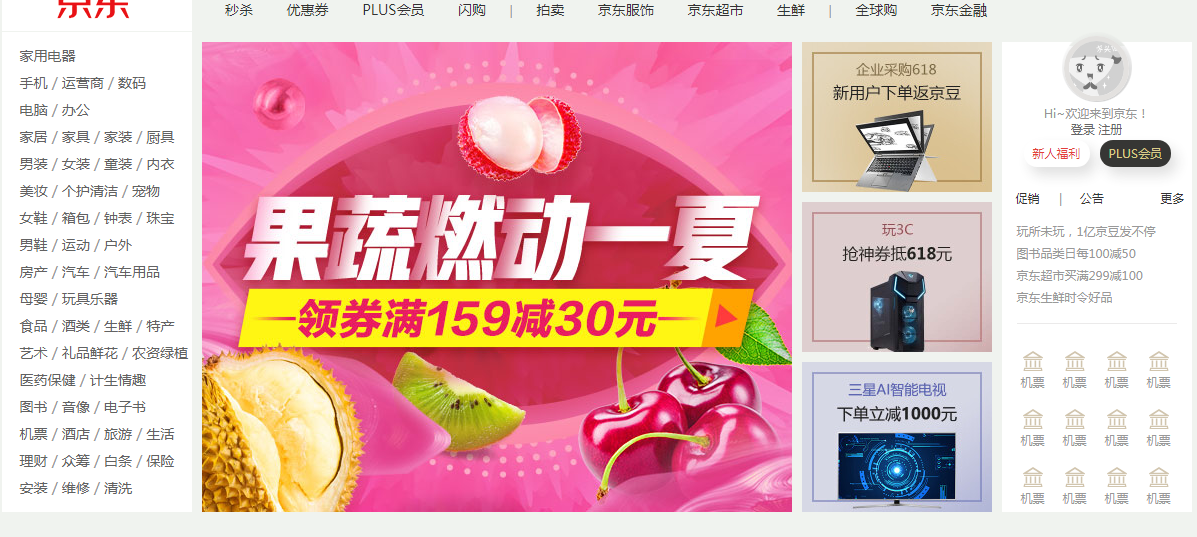 京东
秒杀 优惠券 PLUS会员 闪购 | 拍卖 京东服饰 京东超市 生鲜 | 全球购 京东金融
家用电器
手机 / 运营商 / 数码
电脑 / 办公
家居 / 家具 / 家装 / 厨具
男装 / 女装 / 童装 / 内衣
美妆 / 个护清洁 / 宠物
女鞋 / 箱包 / 钟表 / 珠宝
男鞋 / 运动 / 户外
房产 / 汽车 / 汽车用品
母婴 / 玩具乐器
食品 / 酒类 / 生鲜 / 特产
艺术 / 礼品鲜花 / 农资绿植
医药保健 / 计生情趣
图书 / 音像 / 电子书
机票 / 酒店 / 旅游 / 生活
理财 / 众筹 / 白条 / 保险
安装 / 维修 / 清洗
果蔬燃动一夏
领券满159减30元
企业采购618
新用户下单返京豆
玩3C
抢神券抵618元
三星AI智能电视
下单立减1000元
Hi~欢迎来到京东！
登录 注册
新人福利 PLUS会员
促销 | 公告 更多
玩所未玩，1亿京豆发不停
图书品类日每100减50
京东超市买满299减100
京东生鲜时令好品
机票 机票 机票 机票
机票 机票 机票 机票
机票 机票 机票 机票